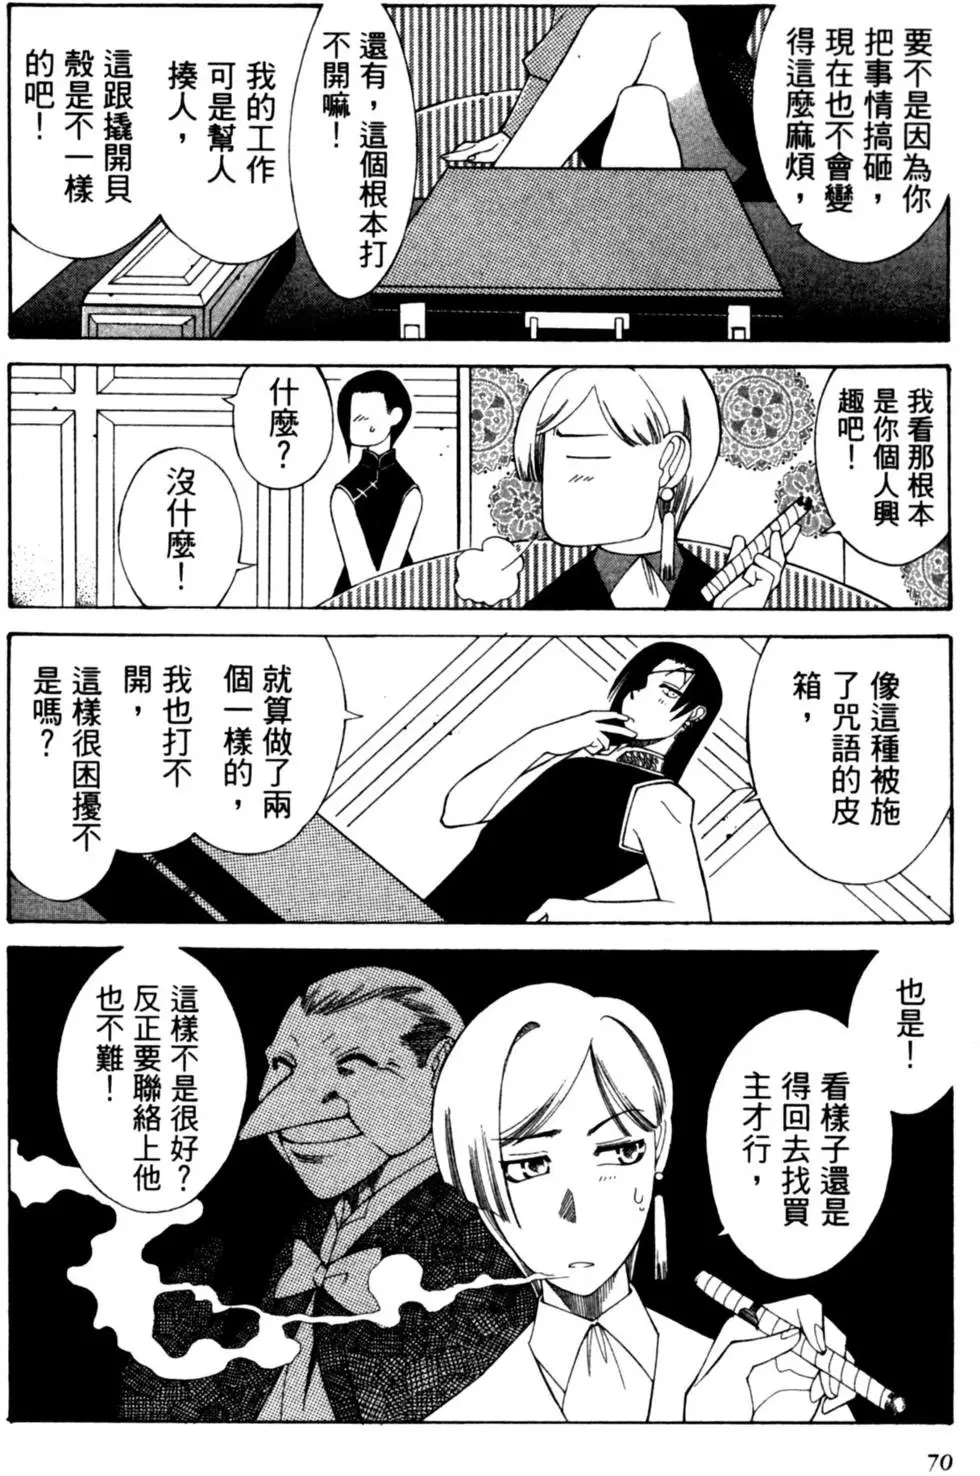 要不是因為你
把事情搞砸，
現在也不會變
得這麼麻煩，
還有，這個根本打
不開嘛！
我的工作
可是幫人
揍人，
這跟撬開貝
殼是不一樣
的吧！
我看那根本
是你個人興
趣吧！
什麼？
沒什麼！
像這種被施
了咒語的皮
箱，
就算做了兩
個一樣的，
我也打不
開，
這樣很困擾不
是嗎？
也是！
看樣子還是
得回去找買
主才行，
這樣不是很好？
反正要聯絡上他
也不難！
70